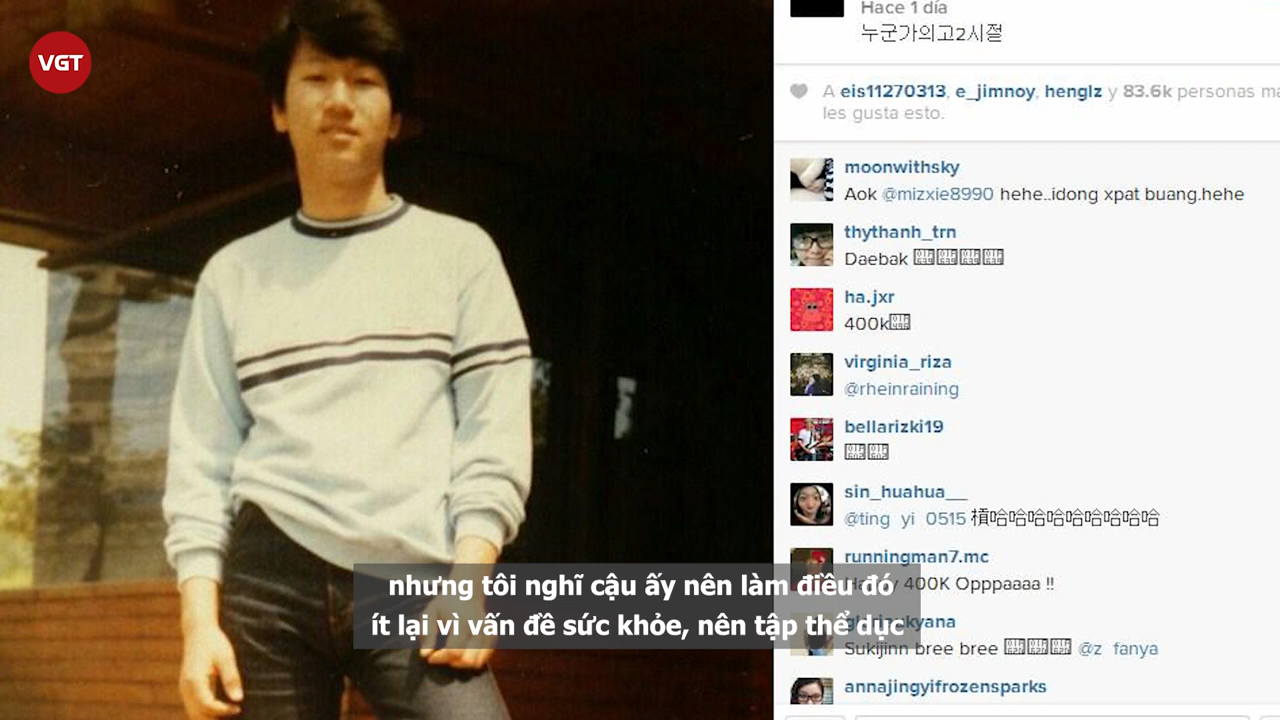 VGT
Hace 1 día
누군가의고2시절
A eis11270313, e_jimnoy, henglz y 83.6k personas má
les gusta esto.
moonwithsky
Aok @mizxie8990 hehe..idong xpat buang.hehe
thythanh_trn
Daebak
ha.jxr
400k
virginia_riza
@rheinraining
bellarizki19
sin_huahua__
@ting_yi_0515 槓哈哈哈哈哈哈哈哈哈
runningman7.mc
400K Opppaaaa !!
Sukijinn bree bree @z_fanya
annajingyifrozensparks
nhưng tôi nghĩ cậu ấy nên làm điều đó
ít lại vì vấn đề sức khỏe, nên tập thể dục